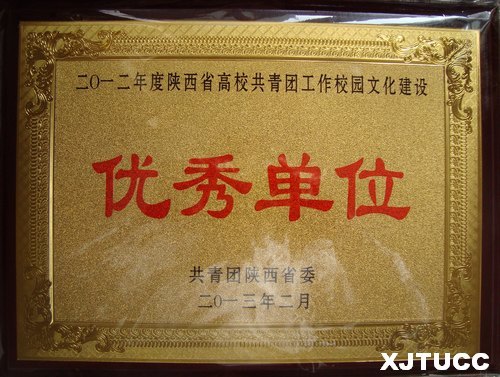 二〇一二年度陕西省高校共青团工作校园文化建设
优秀单位
共青团陕西省委
二〇一三年二月
XJTUCC